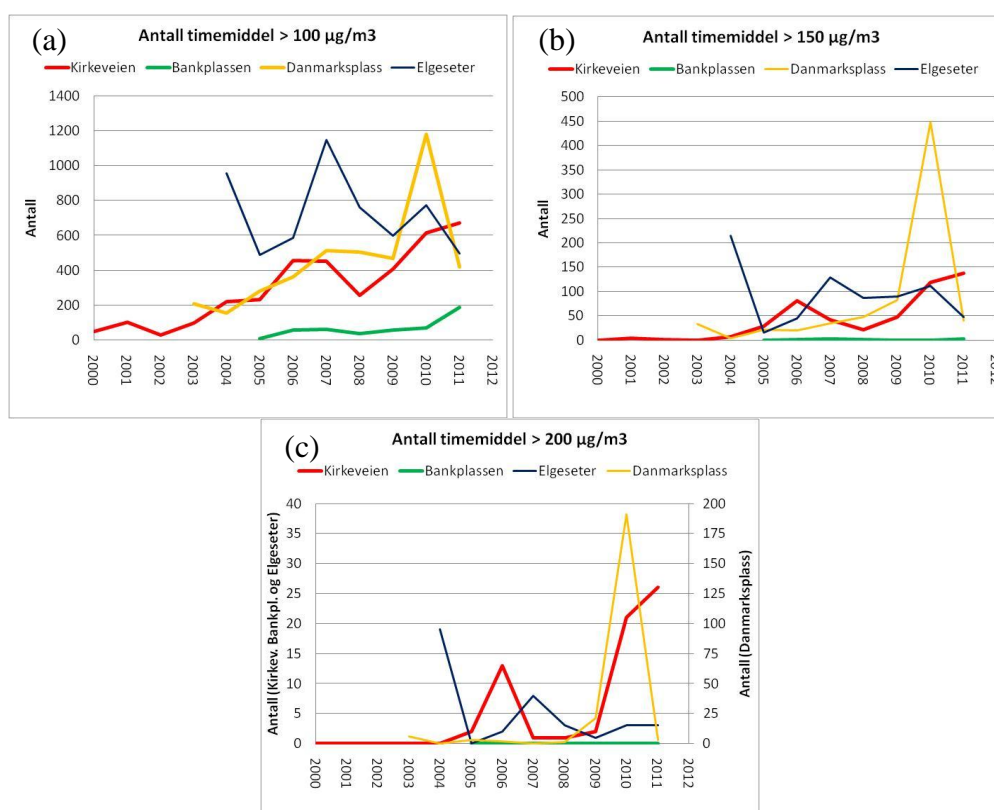 (a)
Antall timemiddel > 100 µg/m3
Kirkeveien Bankplassen Danmarksplass Elgeseter
1400
1200
1000
800
600
400
200
0
Antall
2000 2001 2002 2003 2004 2005 2006 2007 2008 2009 2010 2011 2012
(b)
Antall timemiddel > 150 µg/m3
Kirkeveien Bankplassen Danmarksplass Elgeseter
500
450
400
350
300
250
200
150
100
50
0
Antall
2000 2001 2002 2003 2004 2005 2006 2007 2008 2009 2010 2011 2012
(c)
Antall timemiddel > 200 µg/m3
Kirkeveien Bankplassen Elgeseter Danmarksplass
40
35
30
25
20
15
10
5
0
Antall (Kirkev. Bankpl. og Elgeseter)
200
175
150
125
100
75
50
25
0
Antall (Danmarksplass)
2000 2001 2002 2003 2004 2005 2006 2007 2008 2009 2010 2011 2012